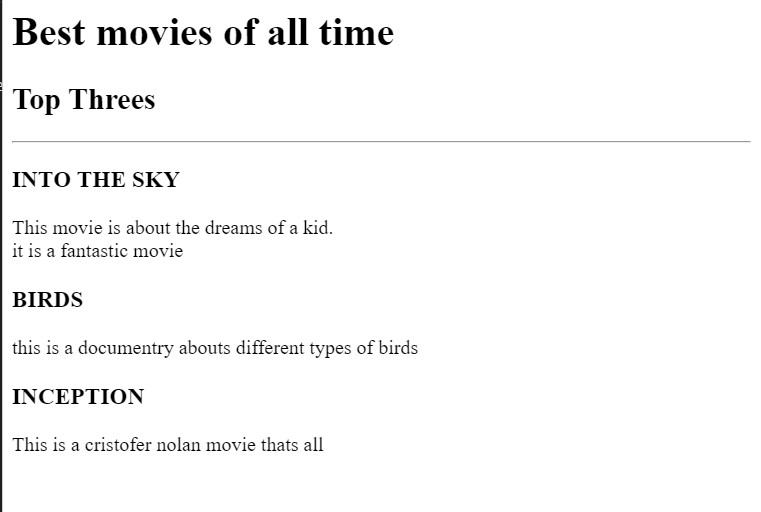 Best movies of all time
Top Threes
INTO THE SKY
This movie is about the dreams of a kid.
it is a fantastic movie
BIRDS
this is a documentry abouts different types of birds
INCEPTION
This is a cristofer nolan movie thats all